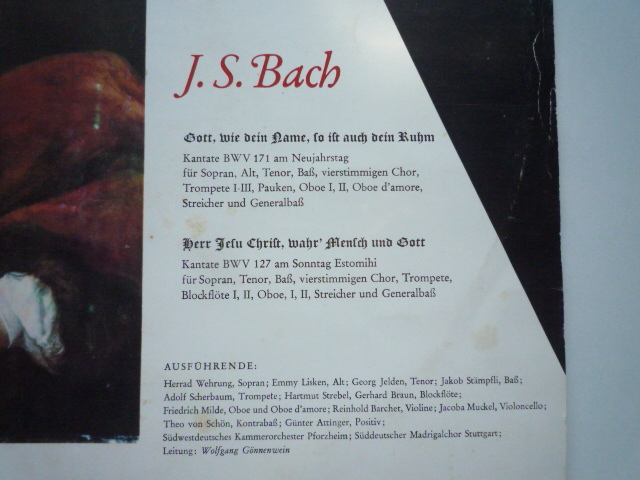 J. S. Bach
Gott, wie dein Name, so ist auch dein Ruhm
Kantate BWV 171 am Neujahrstag
für Sopran, Alt, Tenor, Baß, vierstimmigen Chor,
Trompete I-III, Pauken, Oboe I, II, Oboe d'amore,
Streicher und Generalbaß
Herr Jesu Christ, wahr' Mensch und Gott
Kantate BWV 127 am Sonntag Estomihi
für Sopran, Tenor, Baß, vierstimmigen Chor, Trompete,
Blockflöte I, II, Oboe, I, II, Streicher und Generalbaß
AUSFÜHRENDE:
Herrad Wehrung, Sopran; Emmy Lisken, Alt; Georg Jelden, Tenor; Jakob Stämpfli, Baß;
Adolf Scherbaum, Trompete; Hartmut Strebel, Gerhard Braun, Blockflöte;
Friedrich Milde, Oboe und Oboe d'amore; Reinhold Barchet, Violine; Jacoba Muckel, Violoncello;
Theo von Schön, Kontrabaß; Günter Attinger, Positiv;
Südwestdeutsches Kammerorchester Pforzheim; Süddeutscher Madrigalchor Stuttgart;
Leitung: Wolfgang Gönnenwein